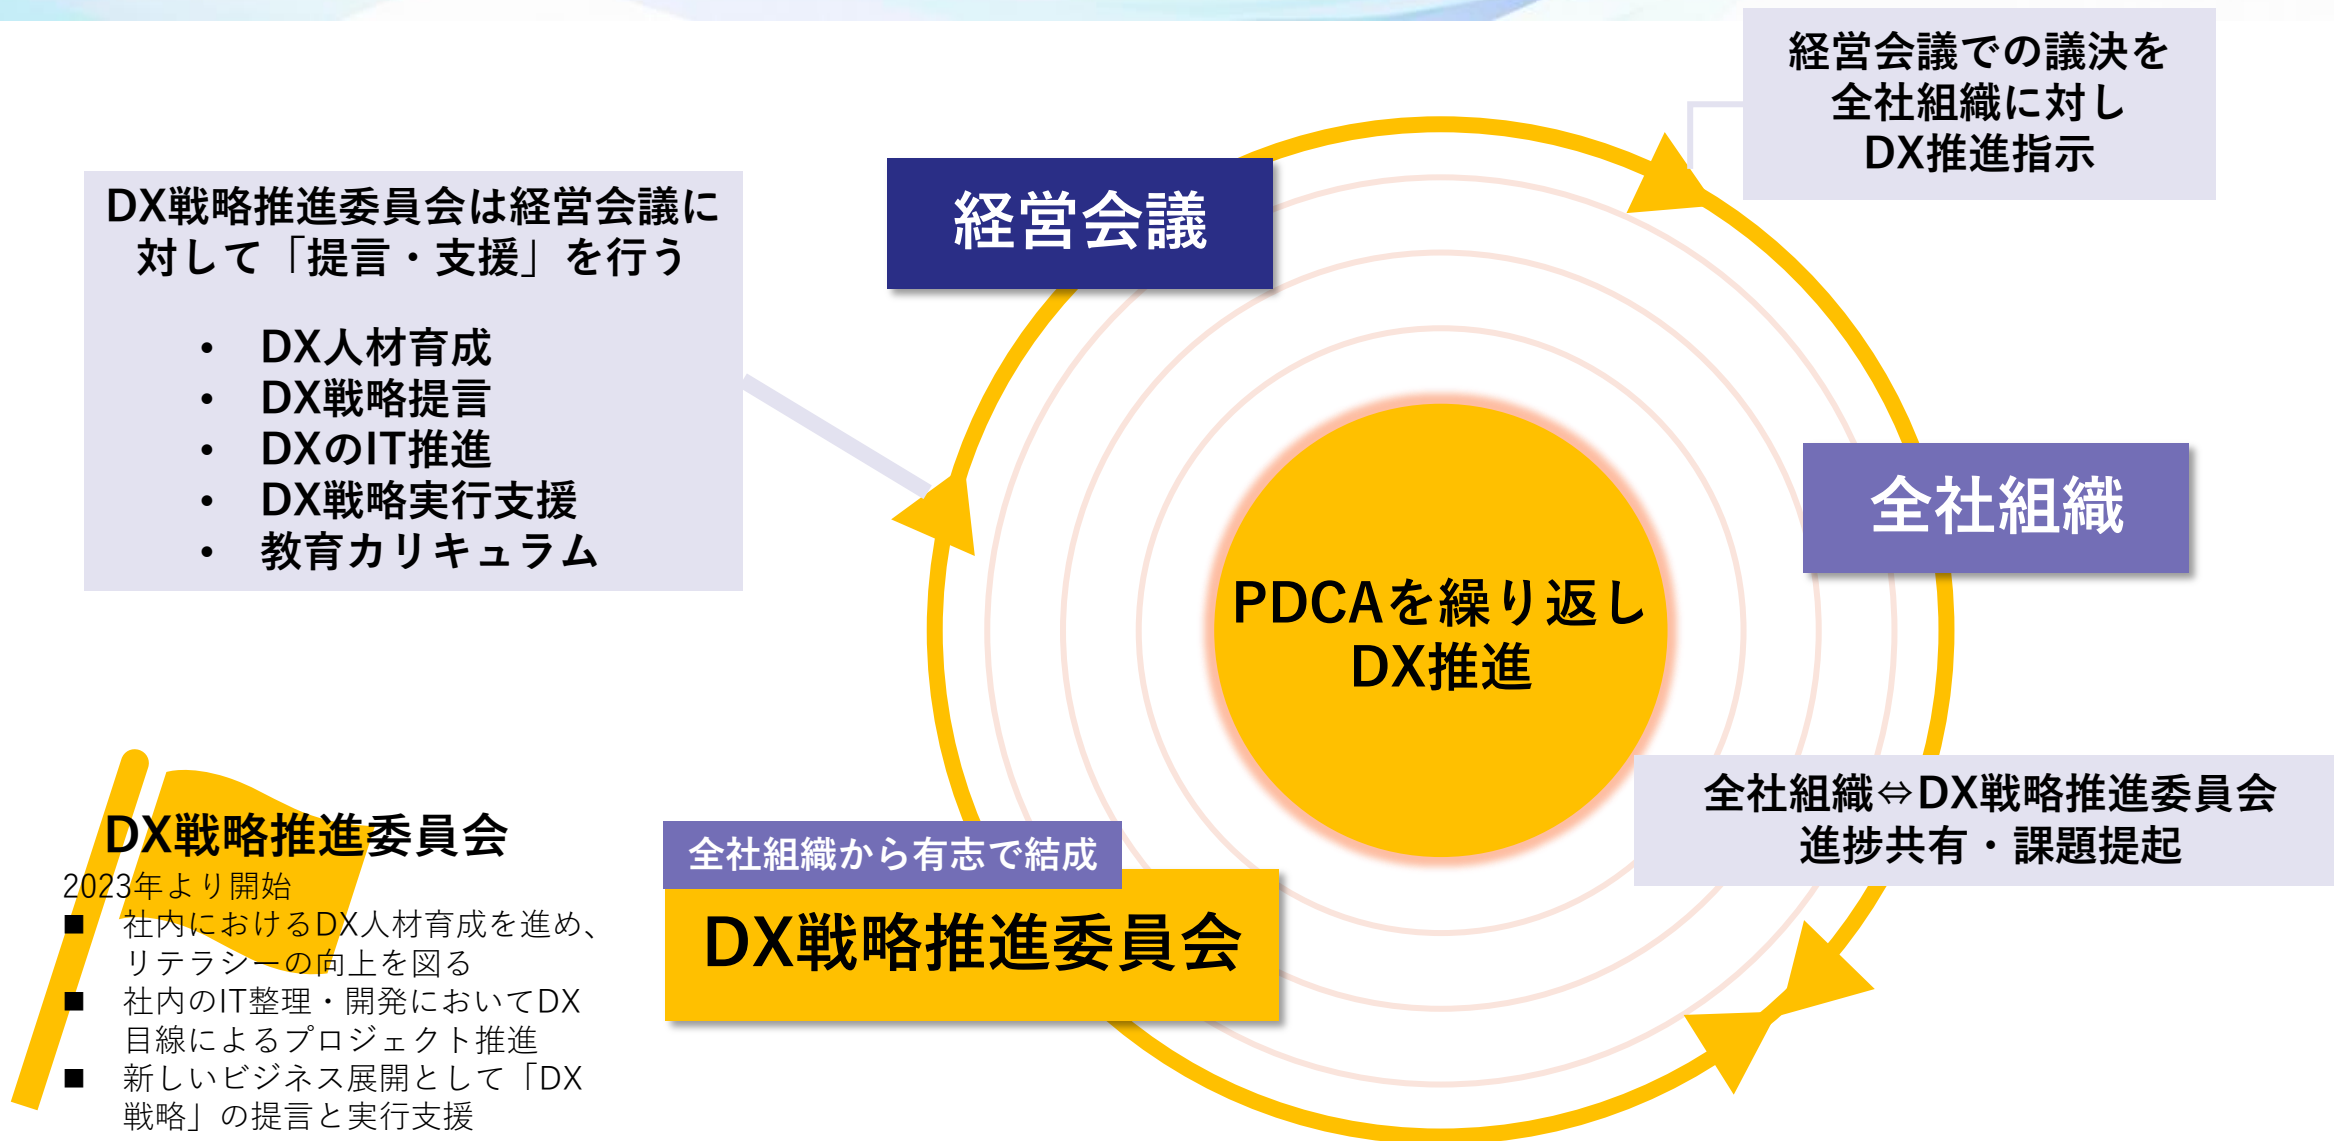 経営会議での議決を
全社組織に対し
DX推進指示
経営会議
DX戦略推進委員会は経営会議に
対して「提言・支援」を行う
• DX人材育成
• DX戦略提言
• DXのIT推進
• DX戦略実行支援
• 教育カリキュラム
全社組織
PDCAを繰り返し
DX推進
全社組織⇔DX戦略推進委員会
進捗共有・課題提起
全社組織から有志で結成
DX戦略推進委員会
DX戦略推進委員会
2023年より開始
■ 社内におけるDX人材育成を進め、
リテラシーの向上を図る
■ 社内のIT整理・開発においてDX
目線によるプロジェクト推進
■ 新しいビジネス展開として「DX
戦略」の提言と実行支援